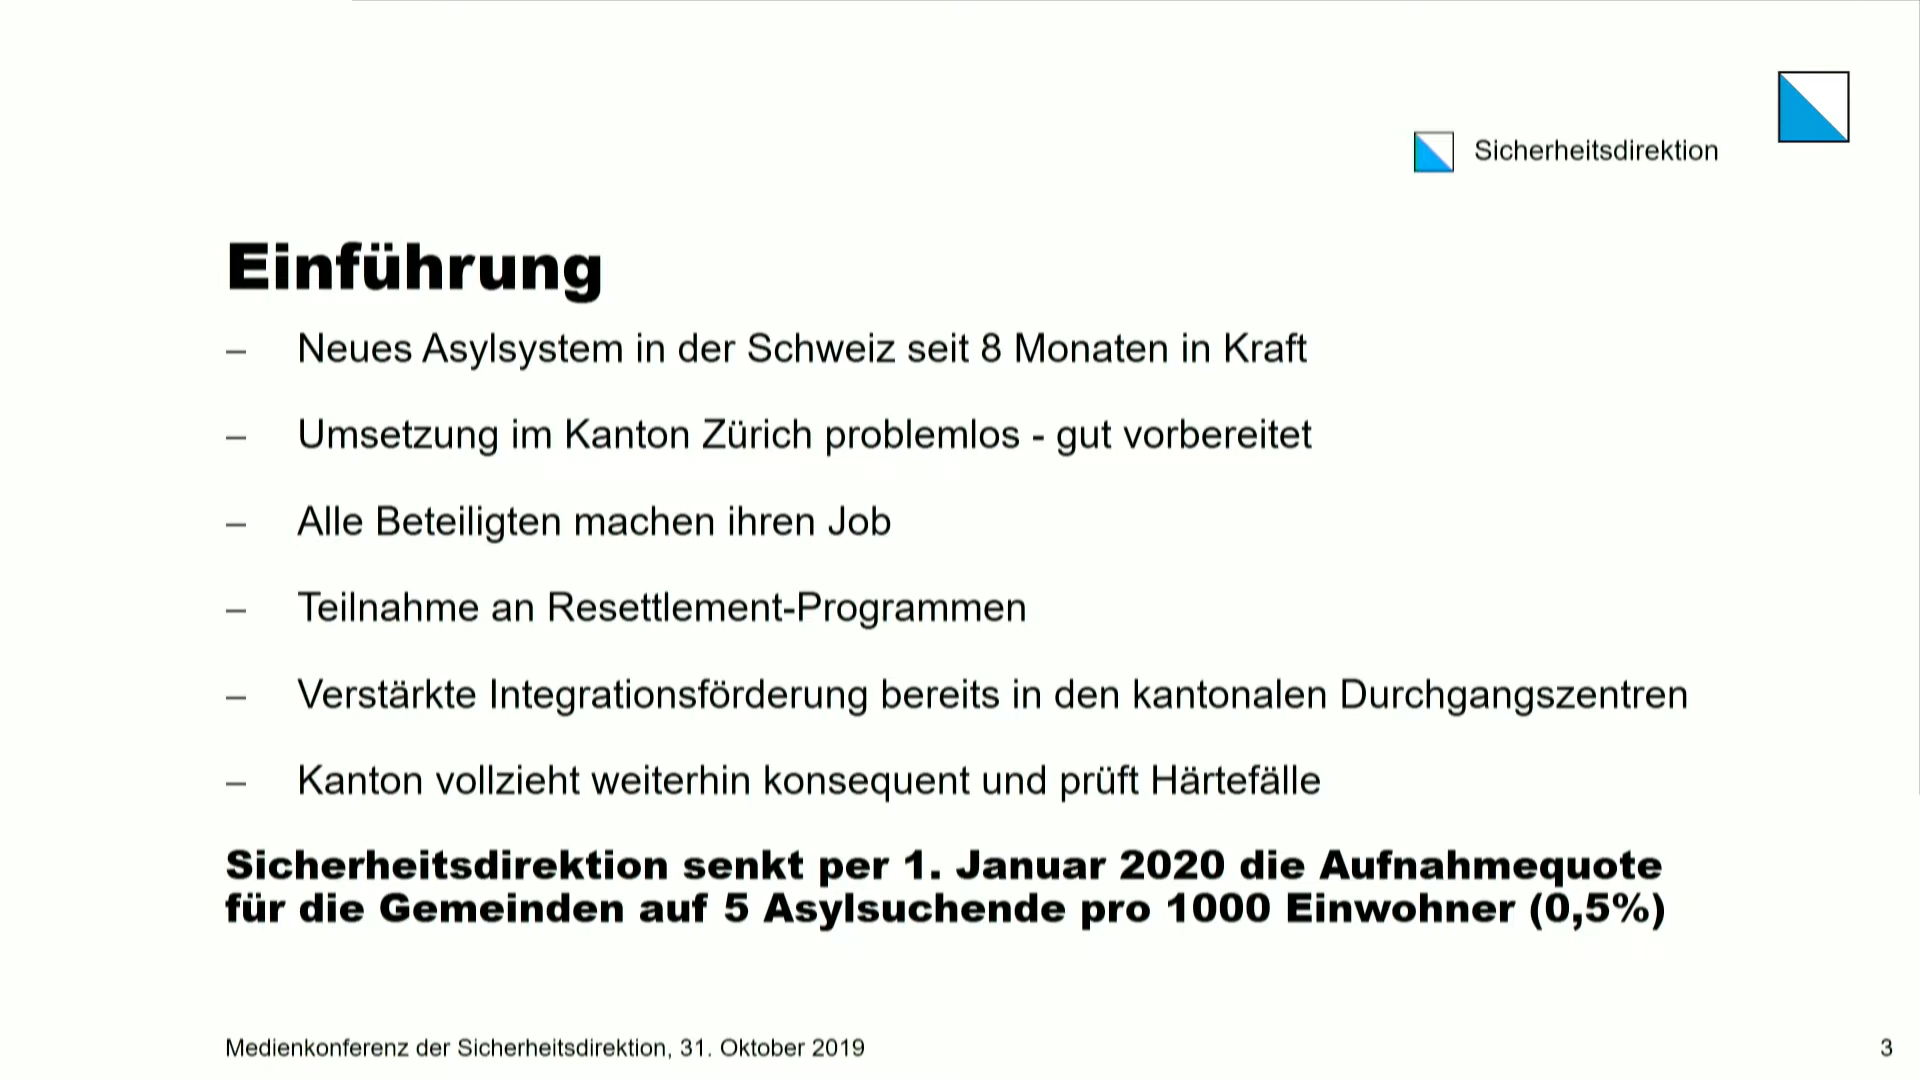 Sicherheitsdirektion
Einführung
– Neues Asylsystem in der Schweiz seit 8 Monaten in Kraft
– Umsetzung im Kanton Zürich problemlos - gut vorbereitet
– Alle Beteiligten machen ihren Job
– Teilnahme an Resettlement-Programmen
– Verstärkte Integrationsförderung bereits in den kantonalen Durchgangszentren
– Kanton vollzieht weiterhin konsequent und prüft Härtefälle
Sicherheitsdirektion senkt per 1. Januar 2020 die Aufnahmequote
für die Gemeinden auf 5 Asylsuchende pro 1000 Einwohner (0,5%)
Medienkonferenz der Sicherheitsdirektion, 31. Oktober 2019
3